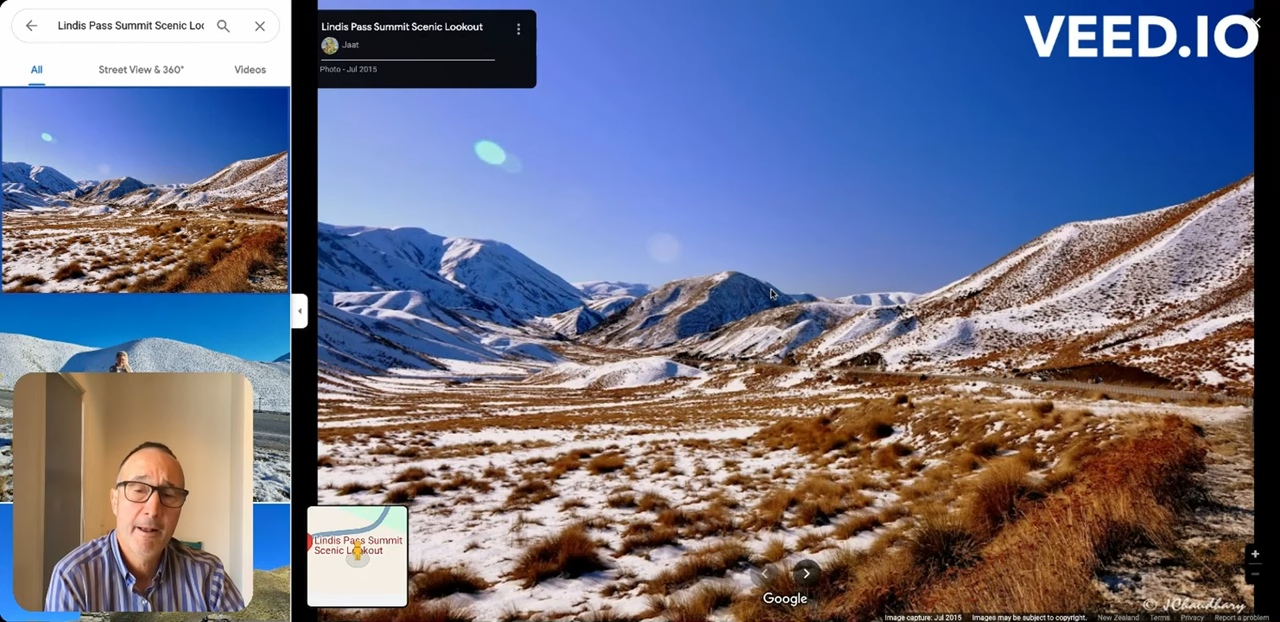 Lindis Pass Summit Scenic Loo
All
Street View & 360°
Videos
Lindis Pass Summit Scenic Lookout
Jaat
Photo - Jul 2015
VEED.IO
Lindis Pass Summit
Scenic Lookout
Google
© JChaudhary
Image capture: Jul 2015 Images may be subject to copyright. New Zealand Terms Privacy Report a problem